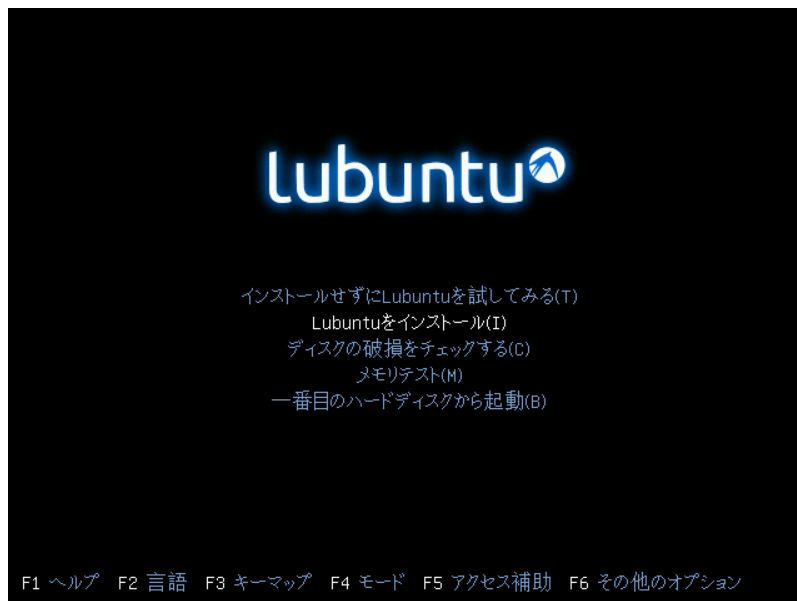 lubuntu
インストールせずにLubuntuを試してみる(T)
Lubuntuをインストール(I)
ディスクの破損をチェックする(C)
メモリテスト(M)
一番目のハードディスクから起動(B)
F1 ヘルプ F2 言語 F3 キーマップ F4 モード F5 アクセス補助 F6 その他のオプション